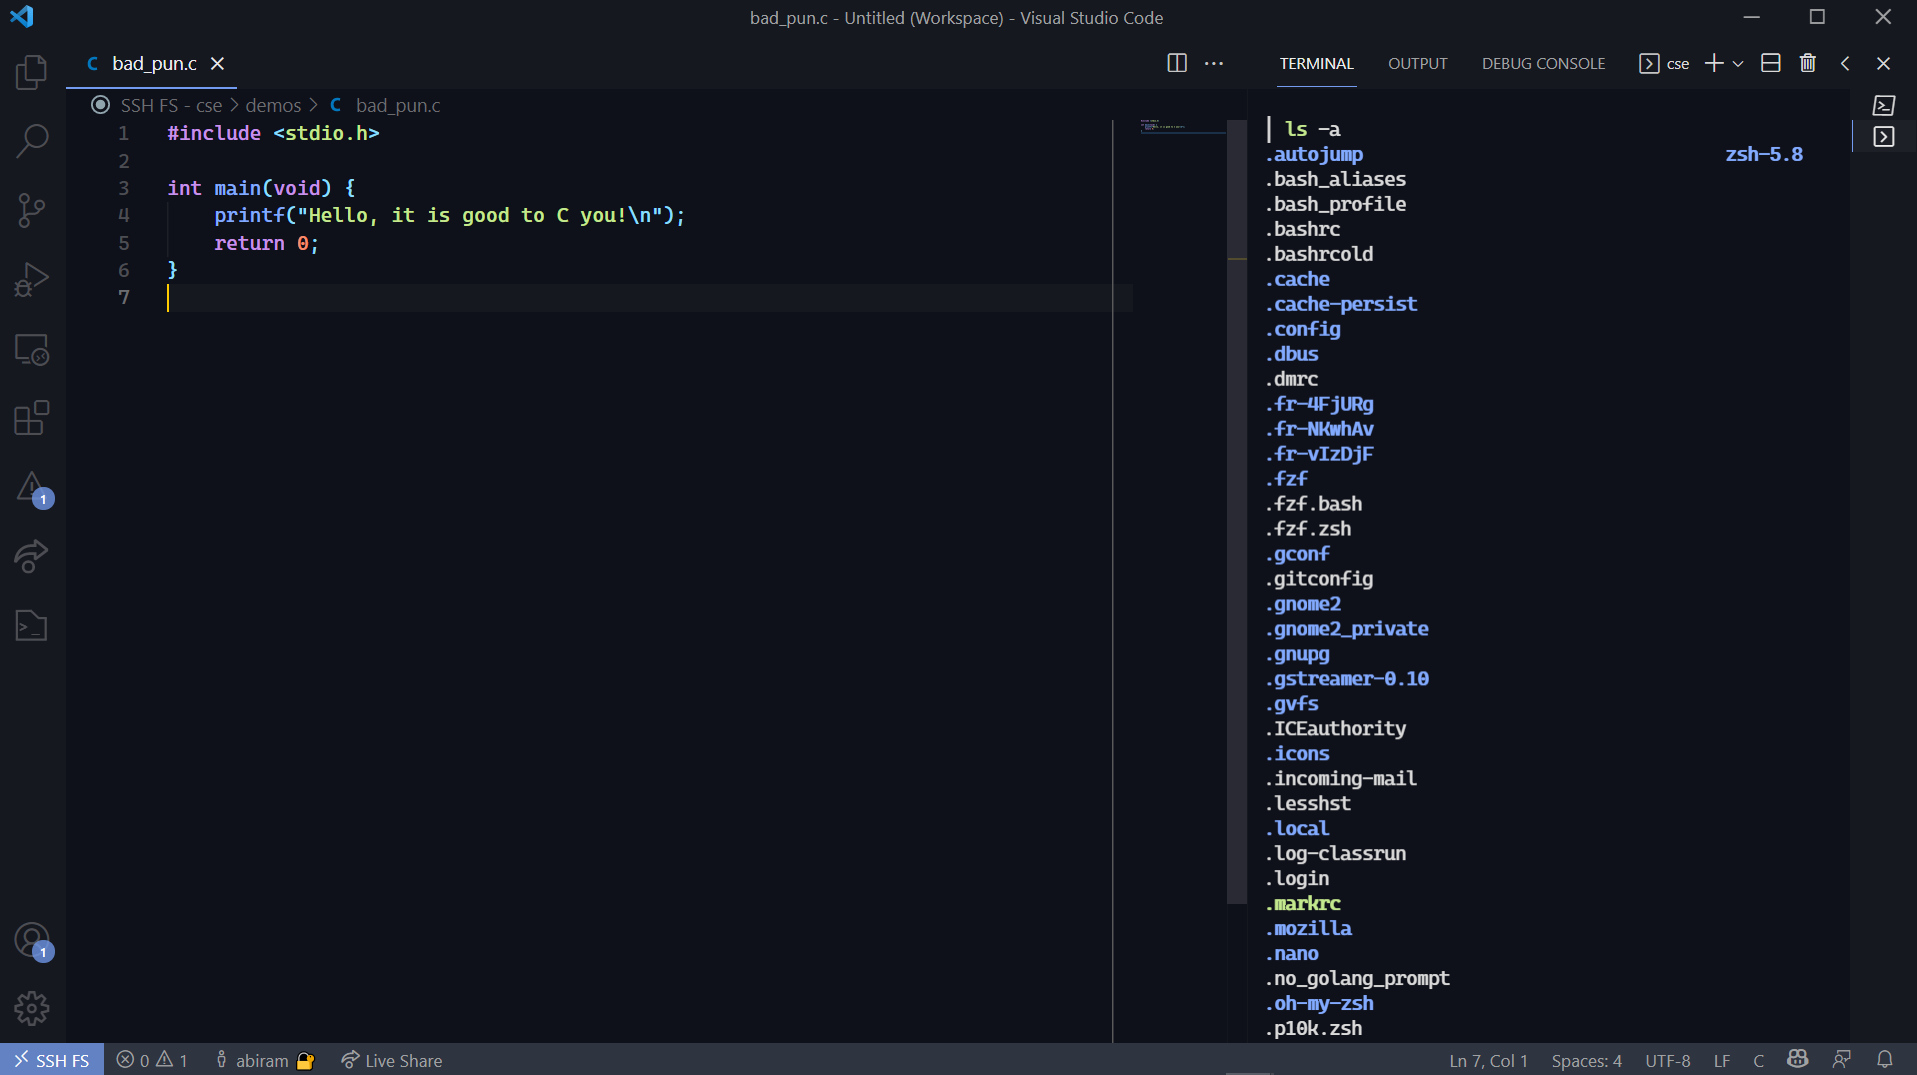 bad_pun.c - Untitled (Workspace) - Visual Studio Code
C bad_pun.c
TERMINAL OUTPUT DEBUG CONSOLE cse
SSH FS - cse > demos > C bad_pun.c
1 #include <stdio.h>
2
3 int main(void) {
4 printf("Hello, it is good to C you!\n");
5 return 0;
6 }
7
ls -a
.autojump zsh-5.8
.bash_aliases
.bash_profile
.bashrc
.bashrcold
.cache
.cache-persist
.config
.dbus
.dmrc
.fr-4FjURg
.fr-NKwhAv
.fr-vIzDjF
.fzf
.fzf.bash
.fzf.zsh
.gconf
.gitconfig
.gnome2
.gnome2_private
.gnupg
.gstreamer-0.10
.gvfs
.ICEauthority
.icons
.incoming-mail
.lesshst
.local
.log-classrun
.login
.markrc
.mozilla
.nano
.no_golang_prompt
.oh-my-zsh
.p10k.zsh
1
1
SSH FS 0 1 abiram Live Share Ln 7, Col 1 Spaces: 4 UTF-8 LF C